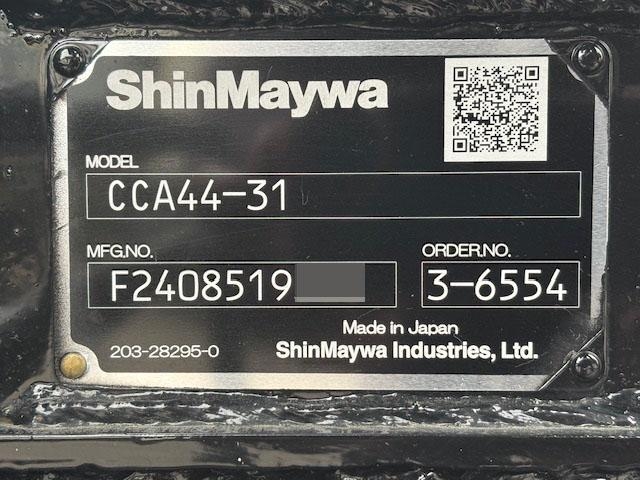 ShinMaywa
MODEL
CCA44-31
MFG.NO. ORDER.NO.
F2408519 3-6554
Made in Japan
203-28295-0 ShinMaywa Industries, Ltd.